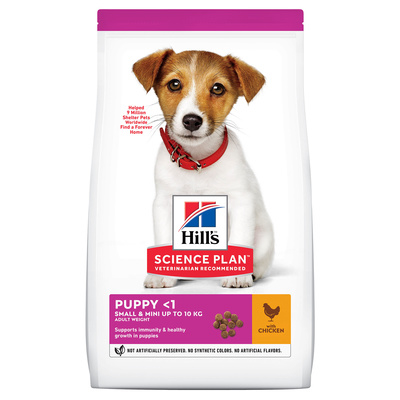 Helped
9 Million
Shelter Pets
Worldwide
Find a Forever
Home
Hill's
SCIENCE PLAN™
VETERINARIAN RECOMMENDED
PUPPY <1
SMALL & MINI UP TO 10 KG
ADULT WEIGHT
Supports immunity & healthy
growth in puppies
with
CHICKEN
NOT ARTIFICIALLY PRESERVED. NO SYNTHETIC COLORS. NO ARTIFICIAL FLAVORS.